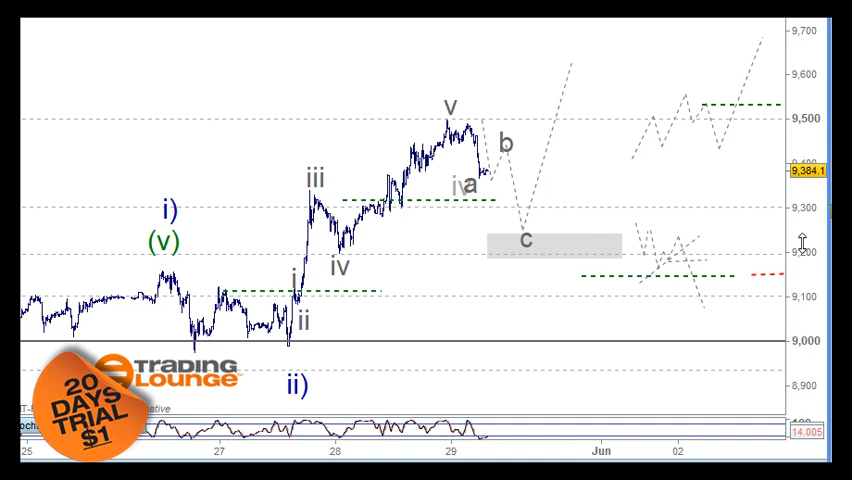 9,700
9,600
9,500
9,400
9,384.1
9,300
9,200
9,100
9,000
8,900
v
b
iv
a
iii
i)
(v)
c
iv
i
ii
ii)
TRADING
LOUNGE™
20
DAYS
TRIAL
$1
14.005
25
27
28
29
Jun
02